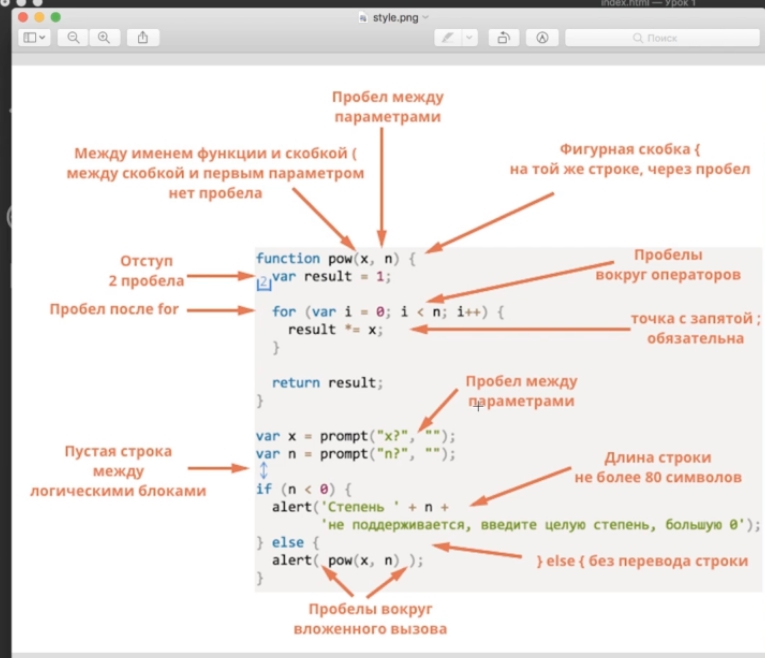 index.html — Урок 1
style.png
Поиск
Пробел между
параметрами
Между именем функции и скобкой (
между скобкой и первым параметром
нет пробела
Фигурная скобка {
на той же строке, через пробел
Отступ
2 пробела
Пробел после for
Пробелы
вокруг операторов
точка с запятой ;
обязательна
function pow(x, n) {
2
var result = 1;
for (var i = 0; i < n; i++) {
result *= x;
}
return result;
}
Пробел между
параметрами
var x = prompt("x?", "");
var n = prompt("n?", "");
Пустая строка
между
логическими блоками
Длина строки
не более 80 символов
if (n < 0) {
alert('Степень ' + n +
'не поддерживается, введите целую степень, большую 0');
} else {
alert( pow(x, n) );
}
} else { без перевода строки
Пробелы вокруг
вложенного вызова